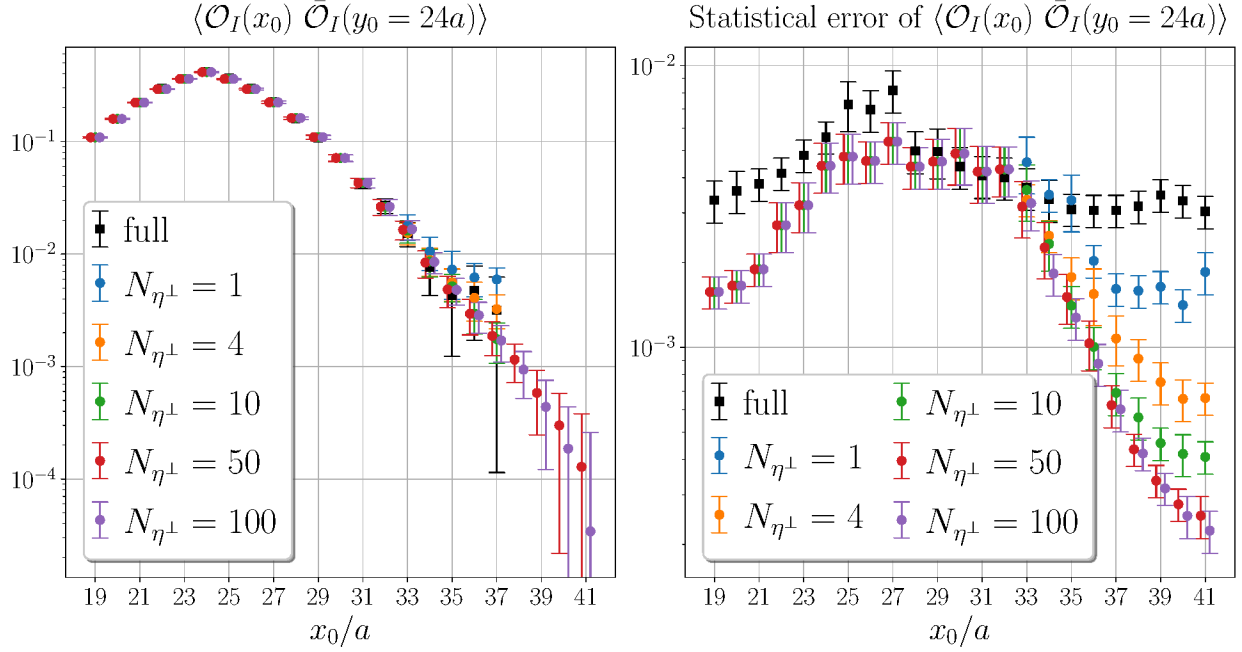 ⟨𝒪_I(x_0) 𝒪̄_I(y_0 = 24a)⟩
10^{-1}
10^{-2}
10^{-3}
10^{-4}
full
N_{η^⊥} = 1
N_{η^⊥} = 4
N_{η^⊥} = 10
N_{η^⊥} = 50
N_{η^⊥} = 100
19 21 23 25 27 29 31 33 35 37 39 41
x_0/a
Statistical error of ⟨𝒪_I(x_0) 𝒪̄_I(y_0 = 24a)⟩
10^{-2}
10^{-3}
full
N_{η^⊥} = 1
N_{η^⊥} = 4
N_{η^⊥} = 10
N_{η^⊥} = 50
N_{η^⊥} = 100
19 21 23 25 27 29 31 33 35 37 39 41
x_0/a